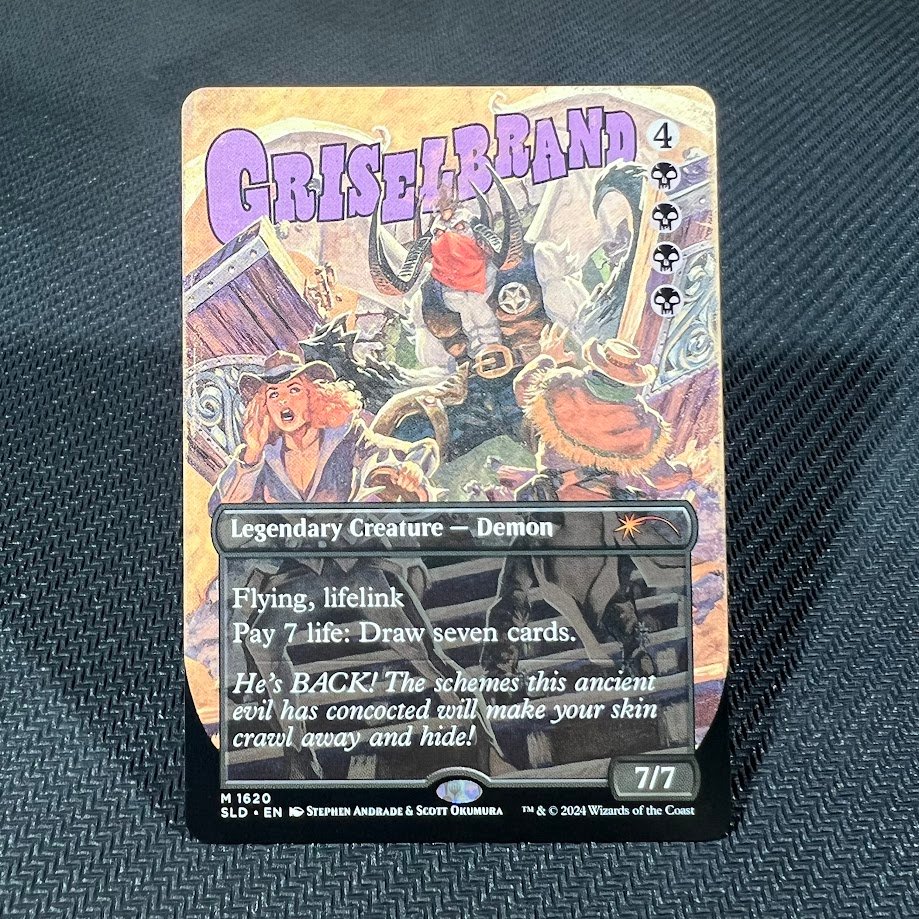 GRISELBRAND
4
Legendary Creature — Demon
Flying, lifelink
Pay 7 life: Draw seven cards.
He's BACK! The schemes this ancient
evil has concocted will make your skin
crawl away and hide!
7/7
M 1620
SLD • EN STEPHEN ANDRADE & SCOTT OKUMURA
™ & © 2024 Wizards of the Coast